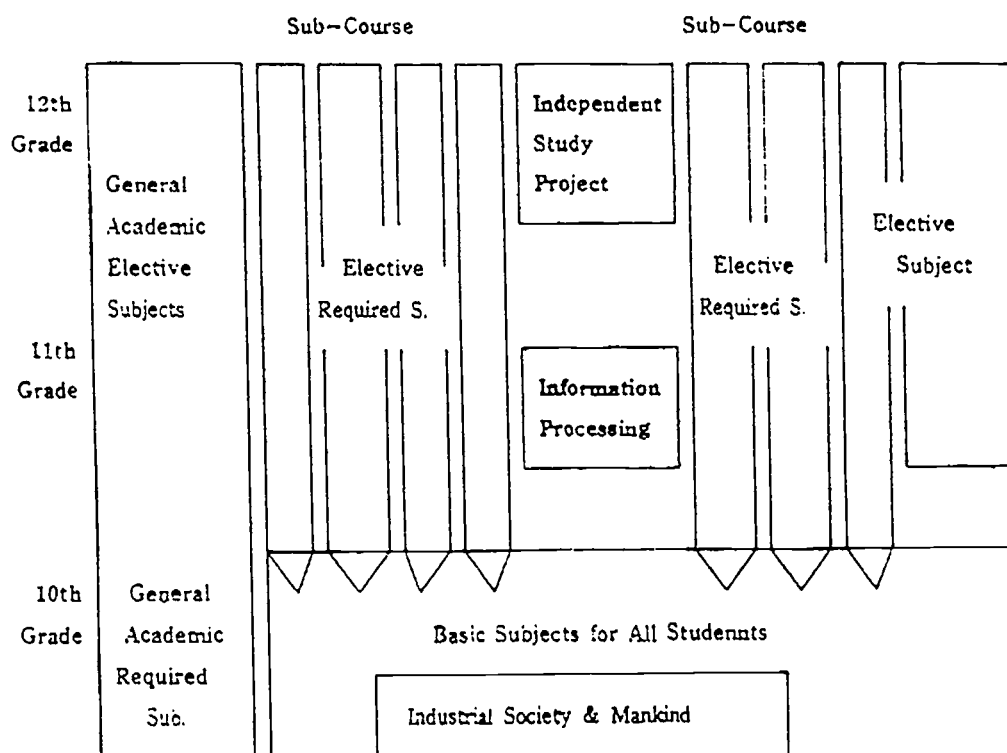 Sub-Course
Sub-Course
12th
Grade
General
Academic
Elective
Subjects
Elective
Required S.
Independent
Study
Project
Elective
Required S.
Elective
Subject
11th
Grade
Information
Processing
10th
Grade
General
Academic
Required
Sub.
Basic Subjects for All Studennts
Industrial Society & Mankind